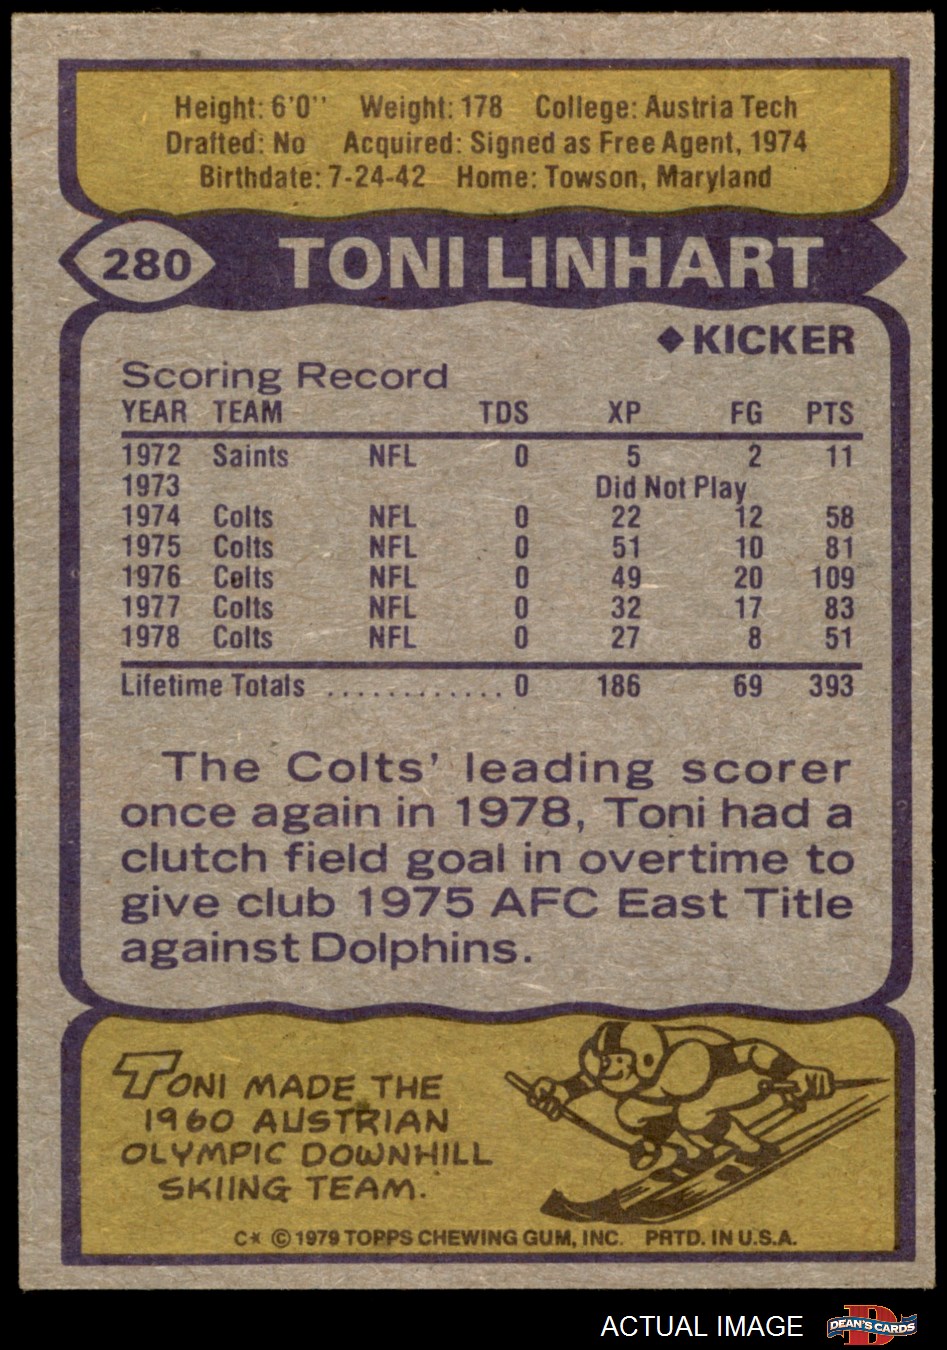 Height: 6'0'' Weight: 178 College: Austria Tech
Drafted: No Acquired: Signed as Free Agent, 1974
Birthdate: 7-24-42 Home: Towson, Maryland
280 TONI LINHART
◆KICKER
Scoring Record
YEAR TEAM TDS XP FG PTS
1972 Saints NFL 0 5 2 11
1973 Did Not Play
1974 Colts NFL 0 22 12 58
1975 Colts NFL 0 51 10 81
1976 Colts NFL 0 49 20 109
1977 Colts NFL 0 32 17 83
1978 Colts NFL 0 27 8 51
Lifetime Totals ............ 0 186 69 393
The Colts' leading scorer
once again in 1978, Toni had a
clutch field goal in overtime to
give club 1975 AFC East Title
against Dolphins.
TONI MADE THE
1960 AUSTRIAN
OLYMPIC DOWNHILL
SKIING TEAM.
C* © 1979 TOPPS CHEWING GUM, INC. PRTD. IN U.S.A.
ACTUAL IMAGE D DEAN'S CARDS